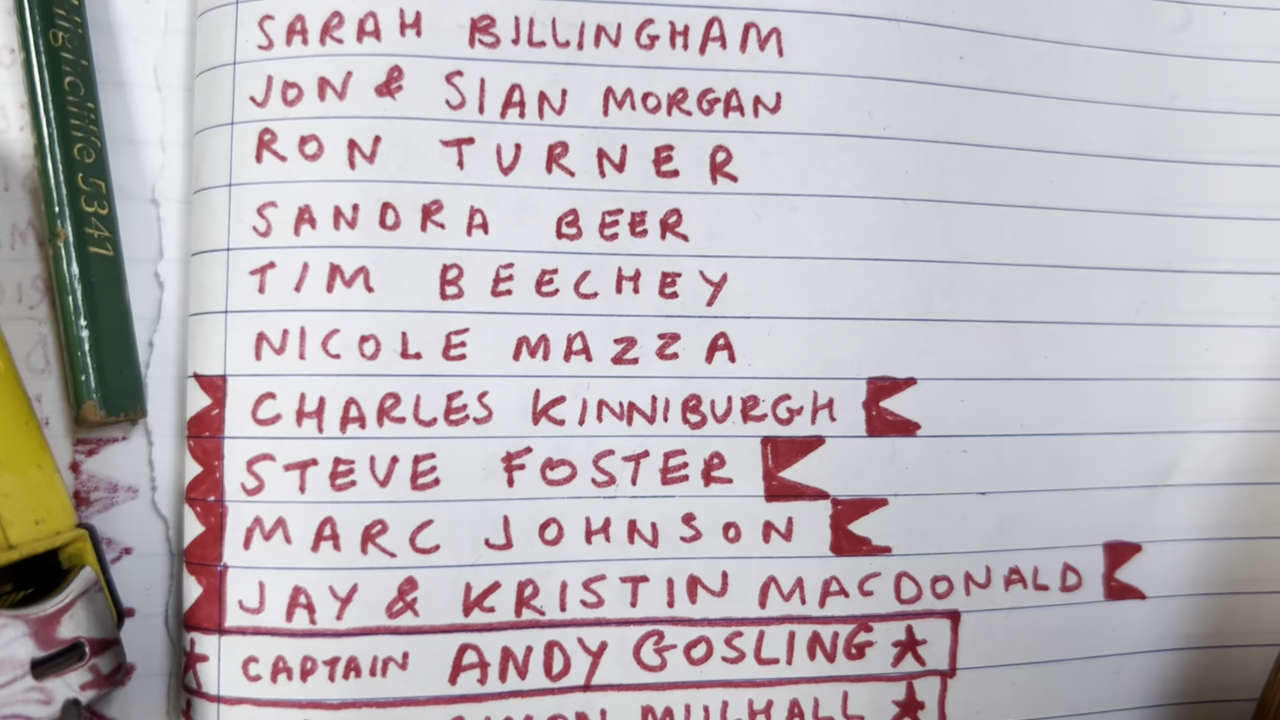 SARAH BILLINGHAM
JON & SIAN MORGAN
RON TURNER
SANDRA BEER
TIM BEECHEY
NICOLE MAZZA
CHARLES KINNIBURGH
STEVE FOSTER
MARC JOHNSON
JAY & KRISTIN MACDONALD
★ CAPTAIN ANDY GOSLING ★
MULHALL ★
5341